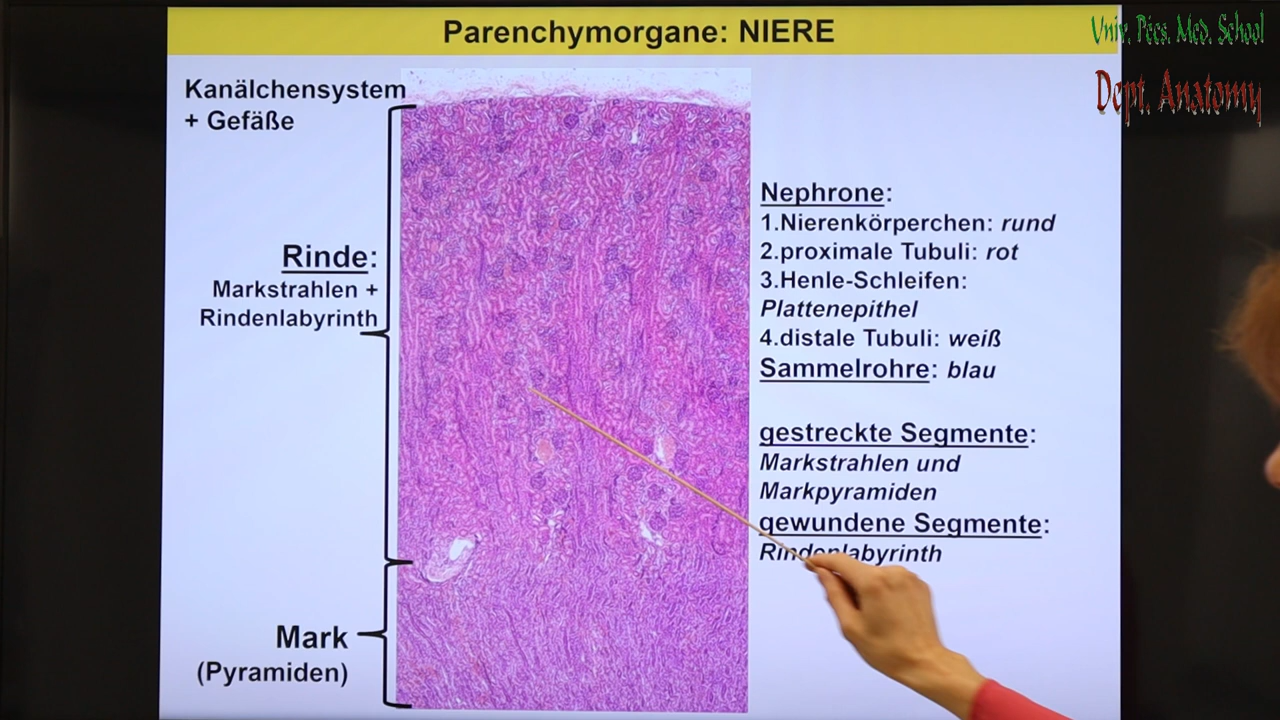 Parenchymorgane: NIERE
Univ. Pécs. Med. School
Dept. Anatomy
Kanälchensystem
+ Gefäße
Rinde:
Markstrahlen +
Rindenlabyrinth
Mark
(Pyramiden)
Nephrone:
1.Nierenkörperchen: rund
2.proximale Tubuli: rot
3.Henle-Schleifen:
Plattenepithel
4.distale Tubuli: weiß
Sammelrohre: blau
gestreckte Segmente:
Markstrahlen und
Markpyramiden
gewundene Segmente:
Rindenlabyrinth